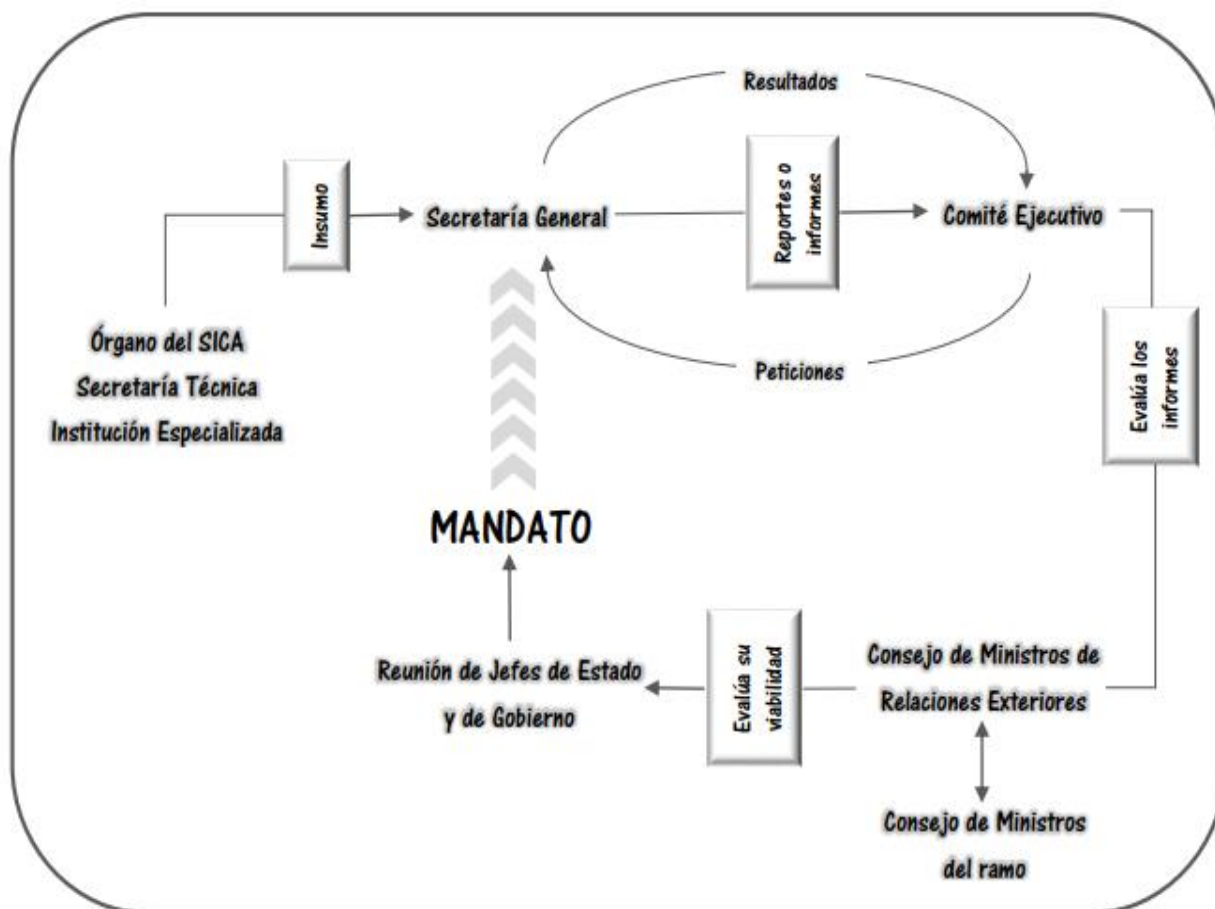 Resultados
Insumo
Secretaría General
Reportes o
informes
Comité Ejecutivo
Órgano del SICA
Secretaría Técnica
Institución Especializada
Peticiones
Evalúa los
informes
MANDATO
Reunión de Jefes de Estado
y de Gobierno
Evalúa su
viabilidad
Consejo de Ministros de
Relaciones Exteriores
Consejo de Ministros
del ramo